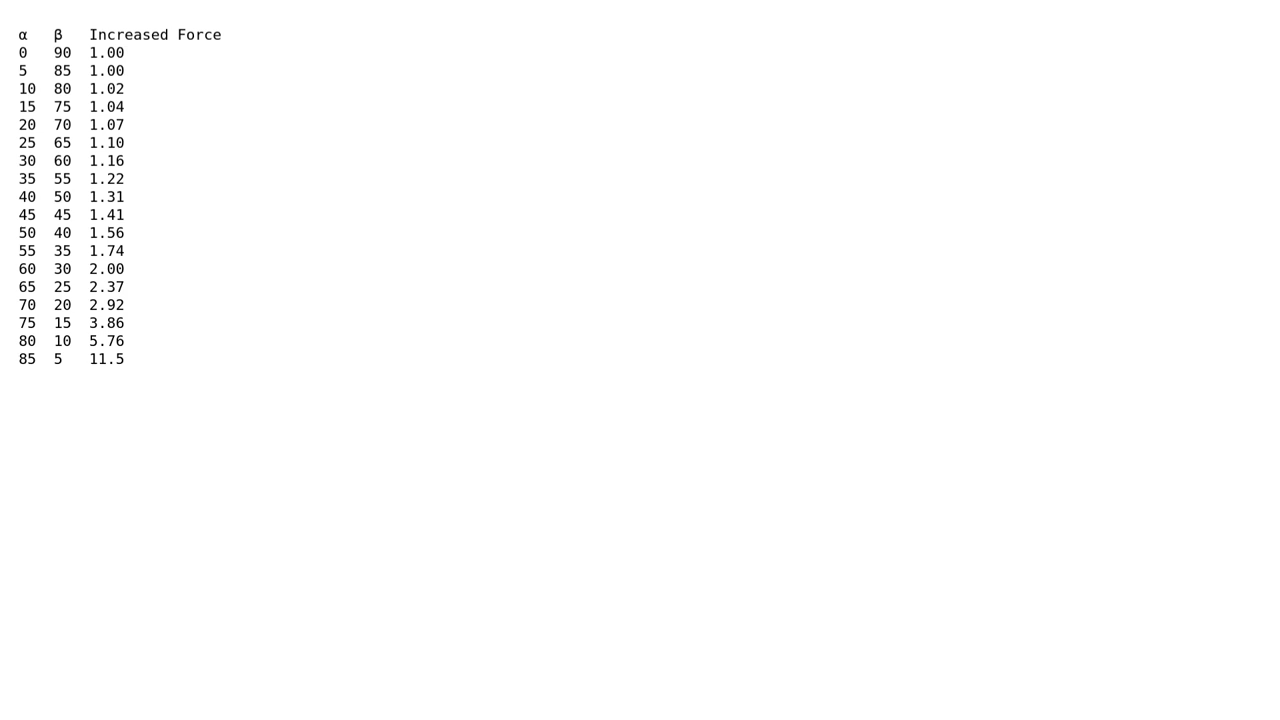 α β Increased Force
0 90 1.00
5 85 1.00
10 80 1.02
15 75 1.04
20 70 1.07
25 65 1.10
30 60 1.16
35 55 1.22
40 50 1.31
45 45 1.41
50 40 1.56
55 35 1.74
60 30 2.00
65 25 2.37
70 20 2.92
75 15 3.86
80 10 5.76
85 5 11.5